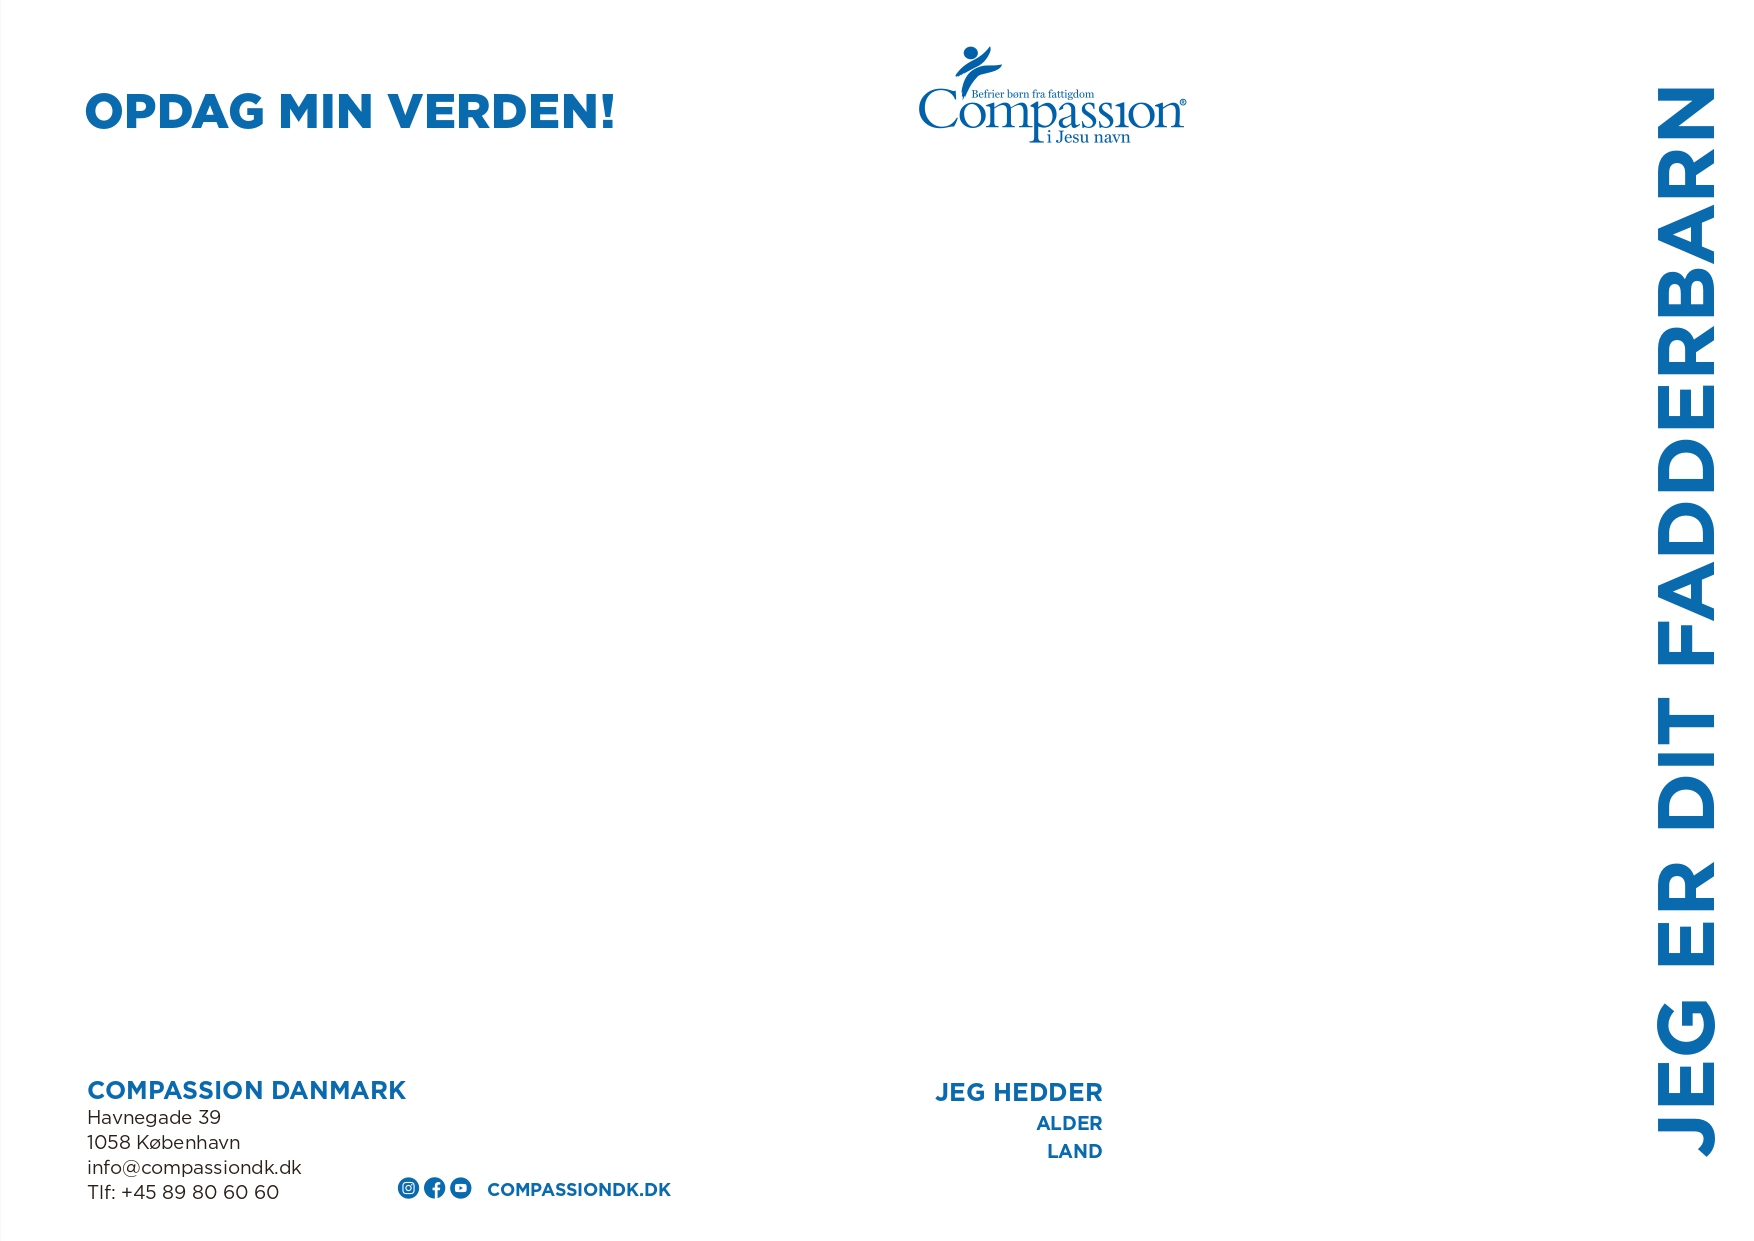 OPDAG MIN VERDEN!
COMPASSION DANMARK
Havnegade 39
1058 København
info@compassiondk.dk
Tlf: +45 89 80 60 60
COMPASSIONDK.DK
Befrier børn fra fattigdom
Compassion®
i Jesu navn
JEG HEDDER
ALDER
LAND
JEG ER DIT FADDERBARN